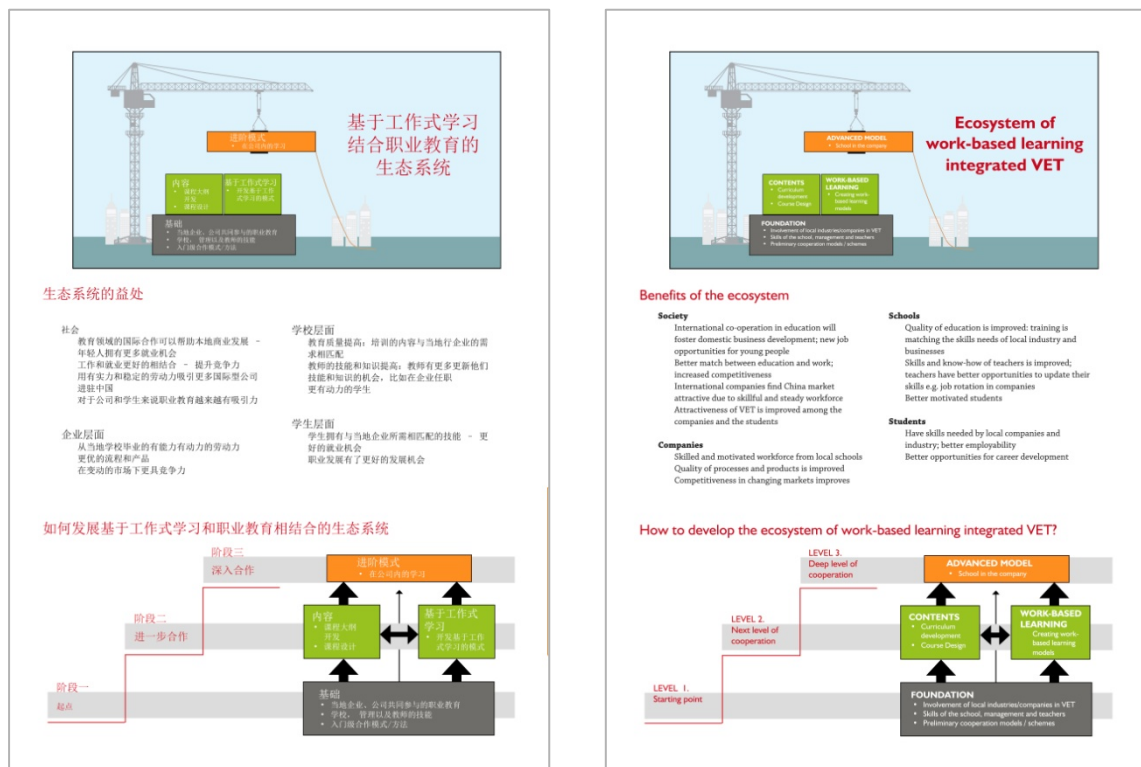 基于工作式学习
结合职业教育的
生态系统
进阶模式
• 在公司内的学习
内容
• 课程大纲
开发
• 课程设计
基于工作式学习
• 开发基于工作
式学习的模式
基础
• 当地企业、公司共同参与的职业教育
• 学校, 管理以及教师的技能
• 入门级合作模式/方法
生态系统的益处
社会
教育领域的国际合作可以帮助本地商业发展 -
年轻人拥有更多就业机会
工作和就业更好的相结合 - 提升竞争力
用有实力和稳定的劳动力吸引更多国际型公司
进驻中国
对于公司和学生来说职业教育越来越有吸引力
企业层面
从当地学校毕业的有能力有动力的劳动力
更优的流程和产品
在变动的市场下更具竞争力
学校层面
教育质量提高: 培训的内容与当地行企业的需
求相匹配
教师的技能和知识提高: 教师有更多更新他们
技能和知识的机会, 比如在企业任职
更有动力的学生
学生层面
学生拥有与当地企业所需相匹配的技能 - 更
好的就业机会
职业发展有了更好的发展机会
如何发展基于工作式学习和职业教育相结合的生态系统
阶段三
深入合作
阶段二
进一步合作
阶段一
起点
进阶模式
• 在公司内的学习
内容
• 课程大纲
开发
• 课程设计
基于工作式
学习
• 开发基于工作
式学习的模式
基础
• 当地企业、公司共同参与的职业教育
• 学校, 管理以及教师的技能
• 入门级合作模式/方法
Ecosystem of
work-based learning
integrated VET
ADVANCED MODEL
• School in the company
CONTENTS
• Curriculum
development
• Course Design
WORK-BASED
LEARNING
• Creating work-
based learning
models
FOUNDATION
• Involvement of local industries/companies in VET
• Skills of the school, management and teachers
• Preliminary cooperation models / schemes
Benefits of the ecosystem
Society
International co-operation in education will
foster domestic business development; new job
opportunities for young people
Better match between education and work;
increased competitiveness
International companies find China market
attractive due to skillful and steady workforce
Attractiveness of VET is improved among the
companies and the students
Companies
Skilled and motivated workforce from local schools
Quality of processes and products is improved
Competitiveness in changing markets improves
Schools
Quality of education is improved: training is
matching the skills needs of local industry and
businesses
Skills and know-how of teachers is improved;
teachers have better opportunities to update their
skills e.g. job rotation in companies
Better motivated students
Students
Have skills needed by local companies and
industry; better employability
Better opportunities for career development
How to develop the ecosystem of work-based learning integrated VET?
LEVEL 3.
Deep level of
cooperation
LEVEL 2.
Next level of
cooperation
LEVEL 1.
Starting point
ADVANCED MODEL
• School in the company
CONTENTS
• Curriculum
development
• Course Design
WORK-BASED
LEARNING
Creating work-
based learning
models
FOUNDATION
• Involvement of local industries/companies in VET
• Skills of the school, management and teachers
• Preliminary cooperation models / schemes